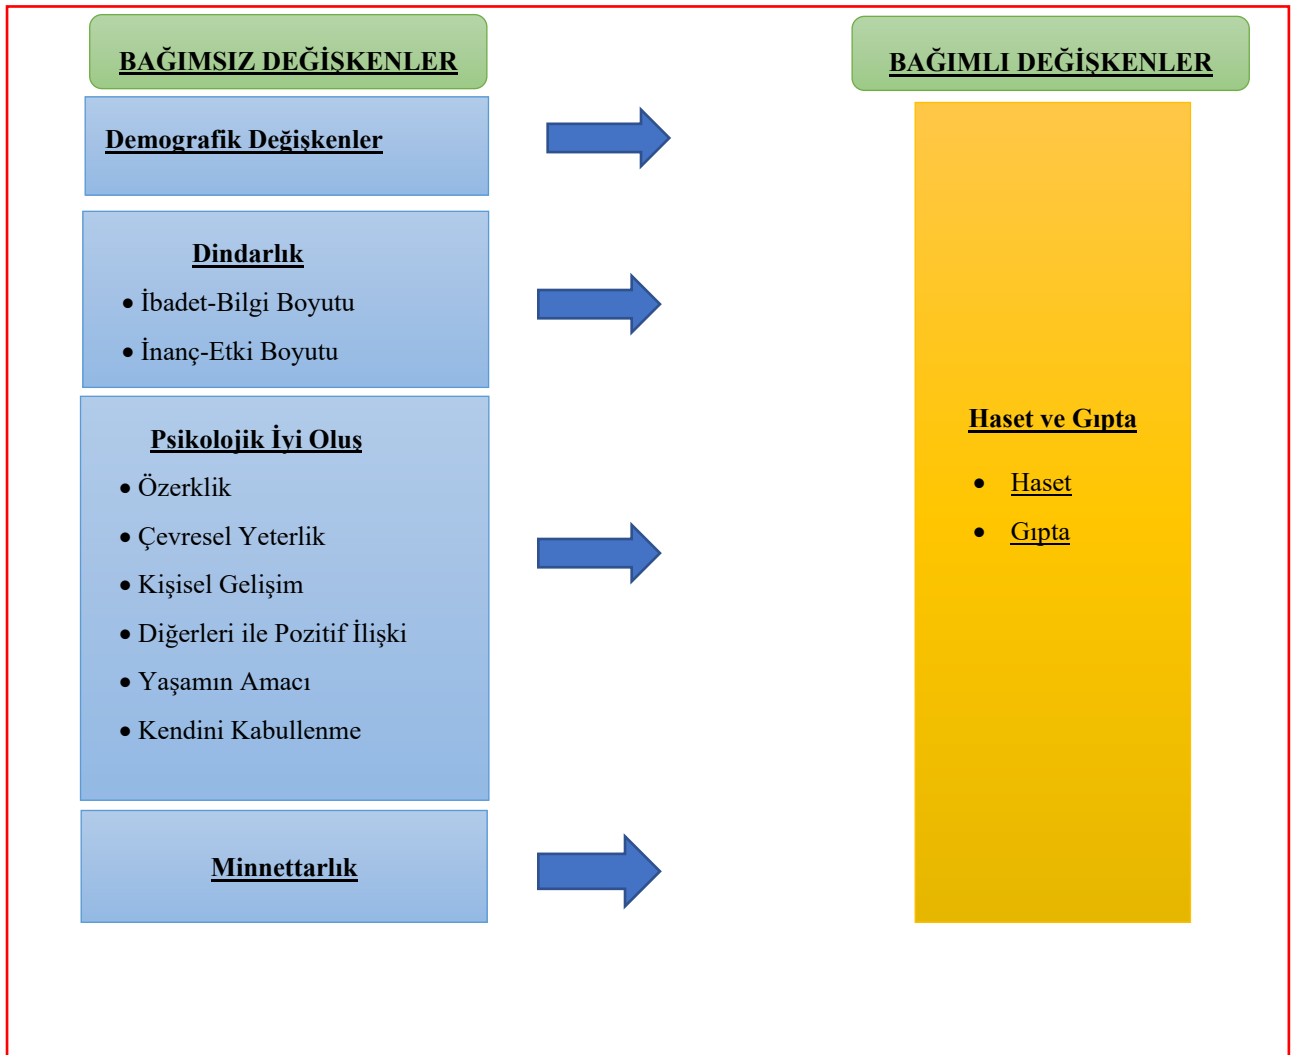 BAĞIMSIZ DEĞİŞKENLER
Demografik Değişkenler
Dindarlık
• İbadet-Bilgi Boyutu
• İnanç-Etki Boyutu
Psikolojik İyi Oluş
• Özerklik
• Çevresel Yeterlik
• Kişisel Gelişim
• Diğerleri ile Pozitif İlişki
• Yaşamın Amacı
• Kendini Kabullenme
Minnettarlık
BAĞIMLI DEĞİŞKENLER
Haset ve Gıpta
• Haset
• Gıpta